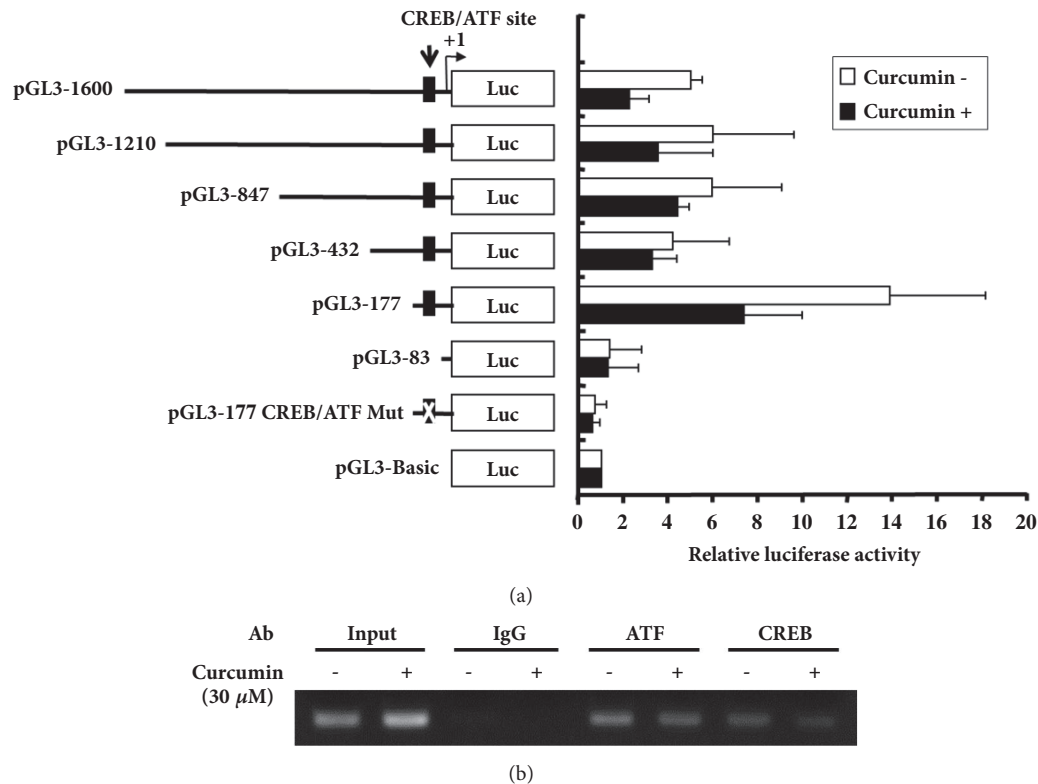 CREB/ATF site
+1
Curcumin -
Curcumin +
pGL3-1600 Luc
pGL3-1210 Luc
pGL3-847 Luc
pGL3-432 Luc
pGL3-177 Luc
pGL3-83 Luc
pGL3-177 CREB/ATF Mut X Luc
pGL3-Basic Luc
0 2 4 6 8 10 12 14 16 18 20
Relative luciferase activity
(a)
Ab Input IgG ATF CREB
Curcumin - + - + - + - +
(30 μM)
(b)